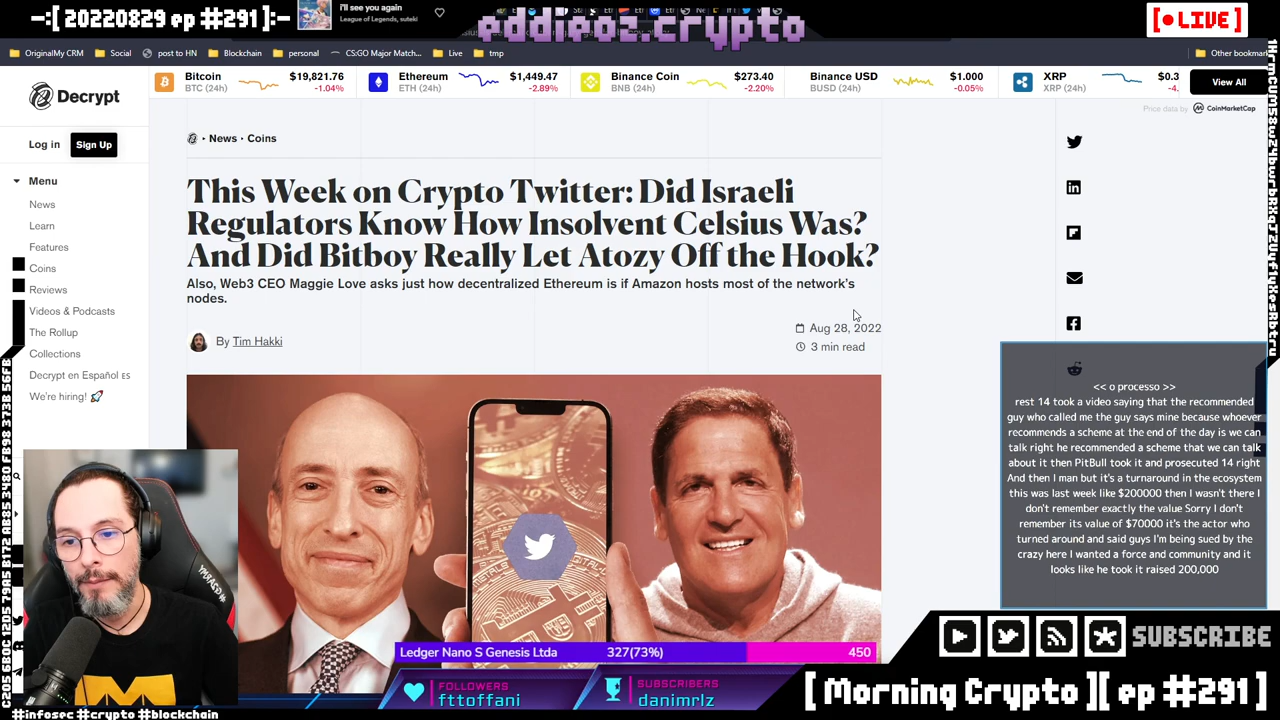 -:[ 20220829 ep #291]:-
I'll see you again
League of Legends, suteki
eddieoz.crypto
[ LIVE ]
OriginalMy CRM
Social
post to HN
Blockchain
personal
CS:GO Major Match...
Live
tmp
Other bookmar
Decrypt
Bitcoin
BTC (24h)
$19,821.76
-1.04%
Ethereum
ETH (24h)
$1,449.47
-2.89%
Binance Coin
BNB (24h)
$273.40
-2.20%
Binance USD
BUSD (24h)
$1.000
-0.05%
XRP
XRP (24h)
$0.3
-4.
View All
Price data by CoinMarketCap
Log in
Sign Up
Menu
News
Learn
Features
Coins
Reviews
Videos & Podcasts
The Rollup
Collections
Decrypt en Español ES
We're hiring! 🚀
News · Coins
This Week on Crypto Twitter: Did Israeli
Regulators Know How Insolvent Celsius Was?
And Did Bitboy Really Let Atozy Off the Hook?
Also, Web3 CEO Maggie Love asks just how decentralized Ethereum is if Amazon hosts most of the network's
nodes.
By Tim Hakki
Aug 28, 2022
3 min read
<< o processo >>
rest 14 took a video saying that the recommended
guy who called me the guy says mine because whoever
recommends a scheme at the end of the day is we can
talk right he recommended a scheme that we can talk
about it then PitBull took it and prosecuted 14 right
And then I man but it's a turnaround in the ecosystem
this was last week like $200000 then I wasn't there I
don't remember exactly the value Sorry I don't
remember its value of $70000 it's the actor who
turned around and said guys I'm being sued by the
crazy here I wanted a force and community and it
looks like he took it raised 200,000
Ledger Nano S Genesis Ltda
327(73%)
450
FOLLOWERS
fttoffani
SUBSCRIBERS
danimrlz
SUBSCRIBE
[ Morning Crypto ][ ep #291 ]
#infosec #crypto #blockchain